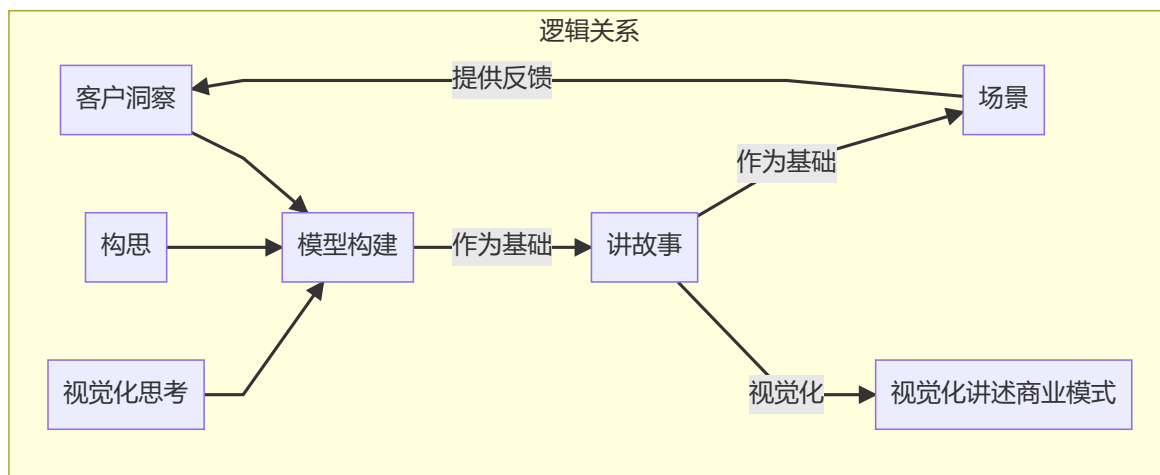 逻辑关系
提供反馈
客户洞察
场景
作为基础
构思
模型构建
作为基础
讲故事
视觉化思考
视觉化
视觉化讲述商业模式